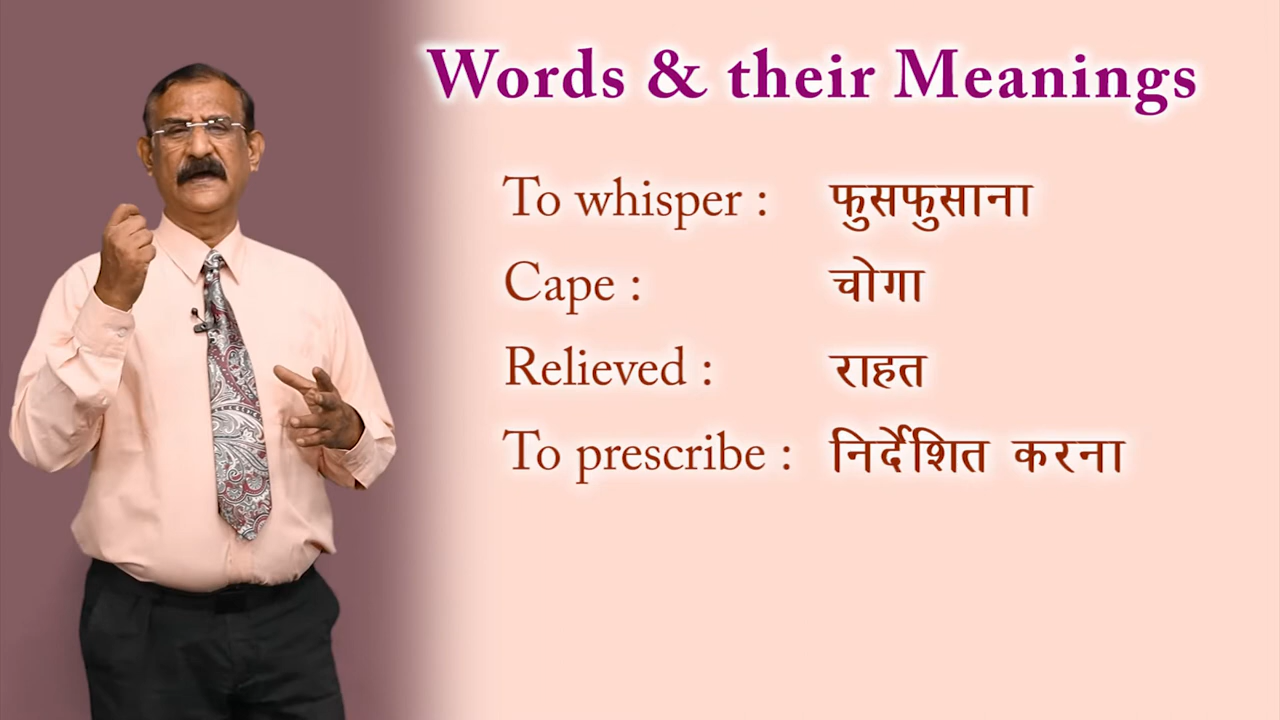 Words & their Meanings
To whisper : फुसफुसाना
Cape : चोगा
Relieved : राहत
To prescribe : निर्देशित करना